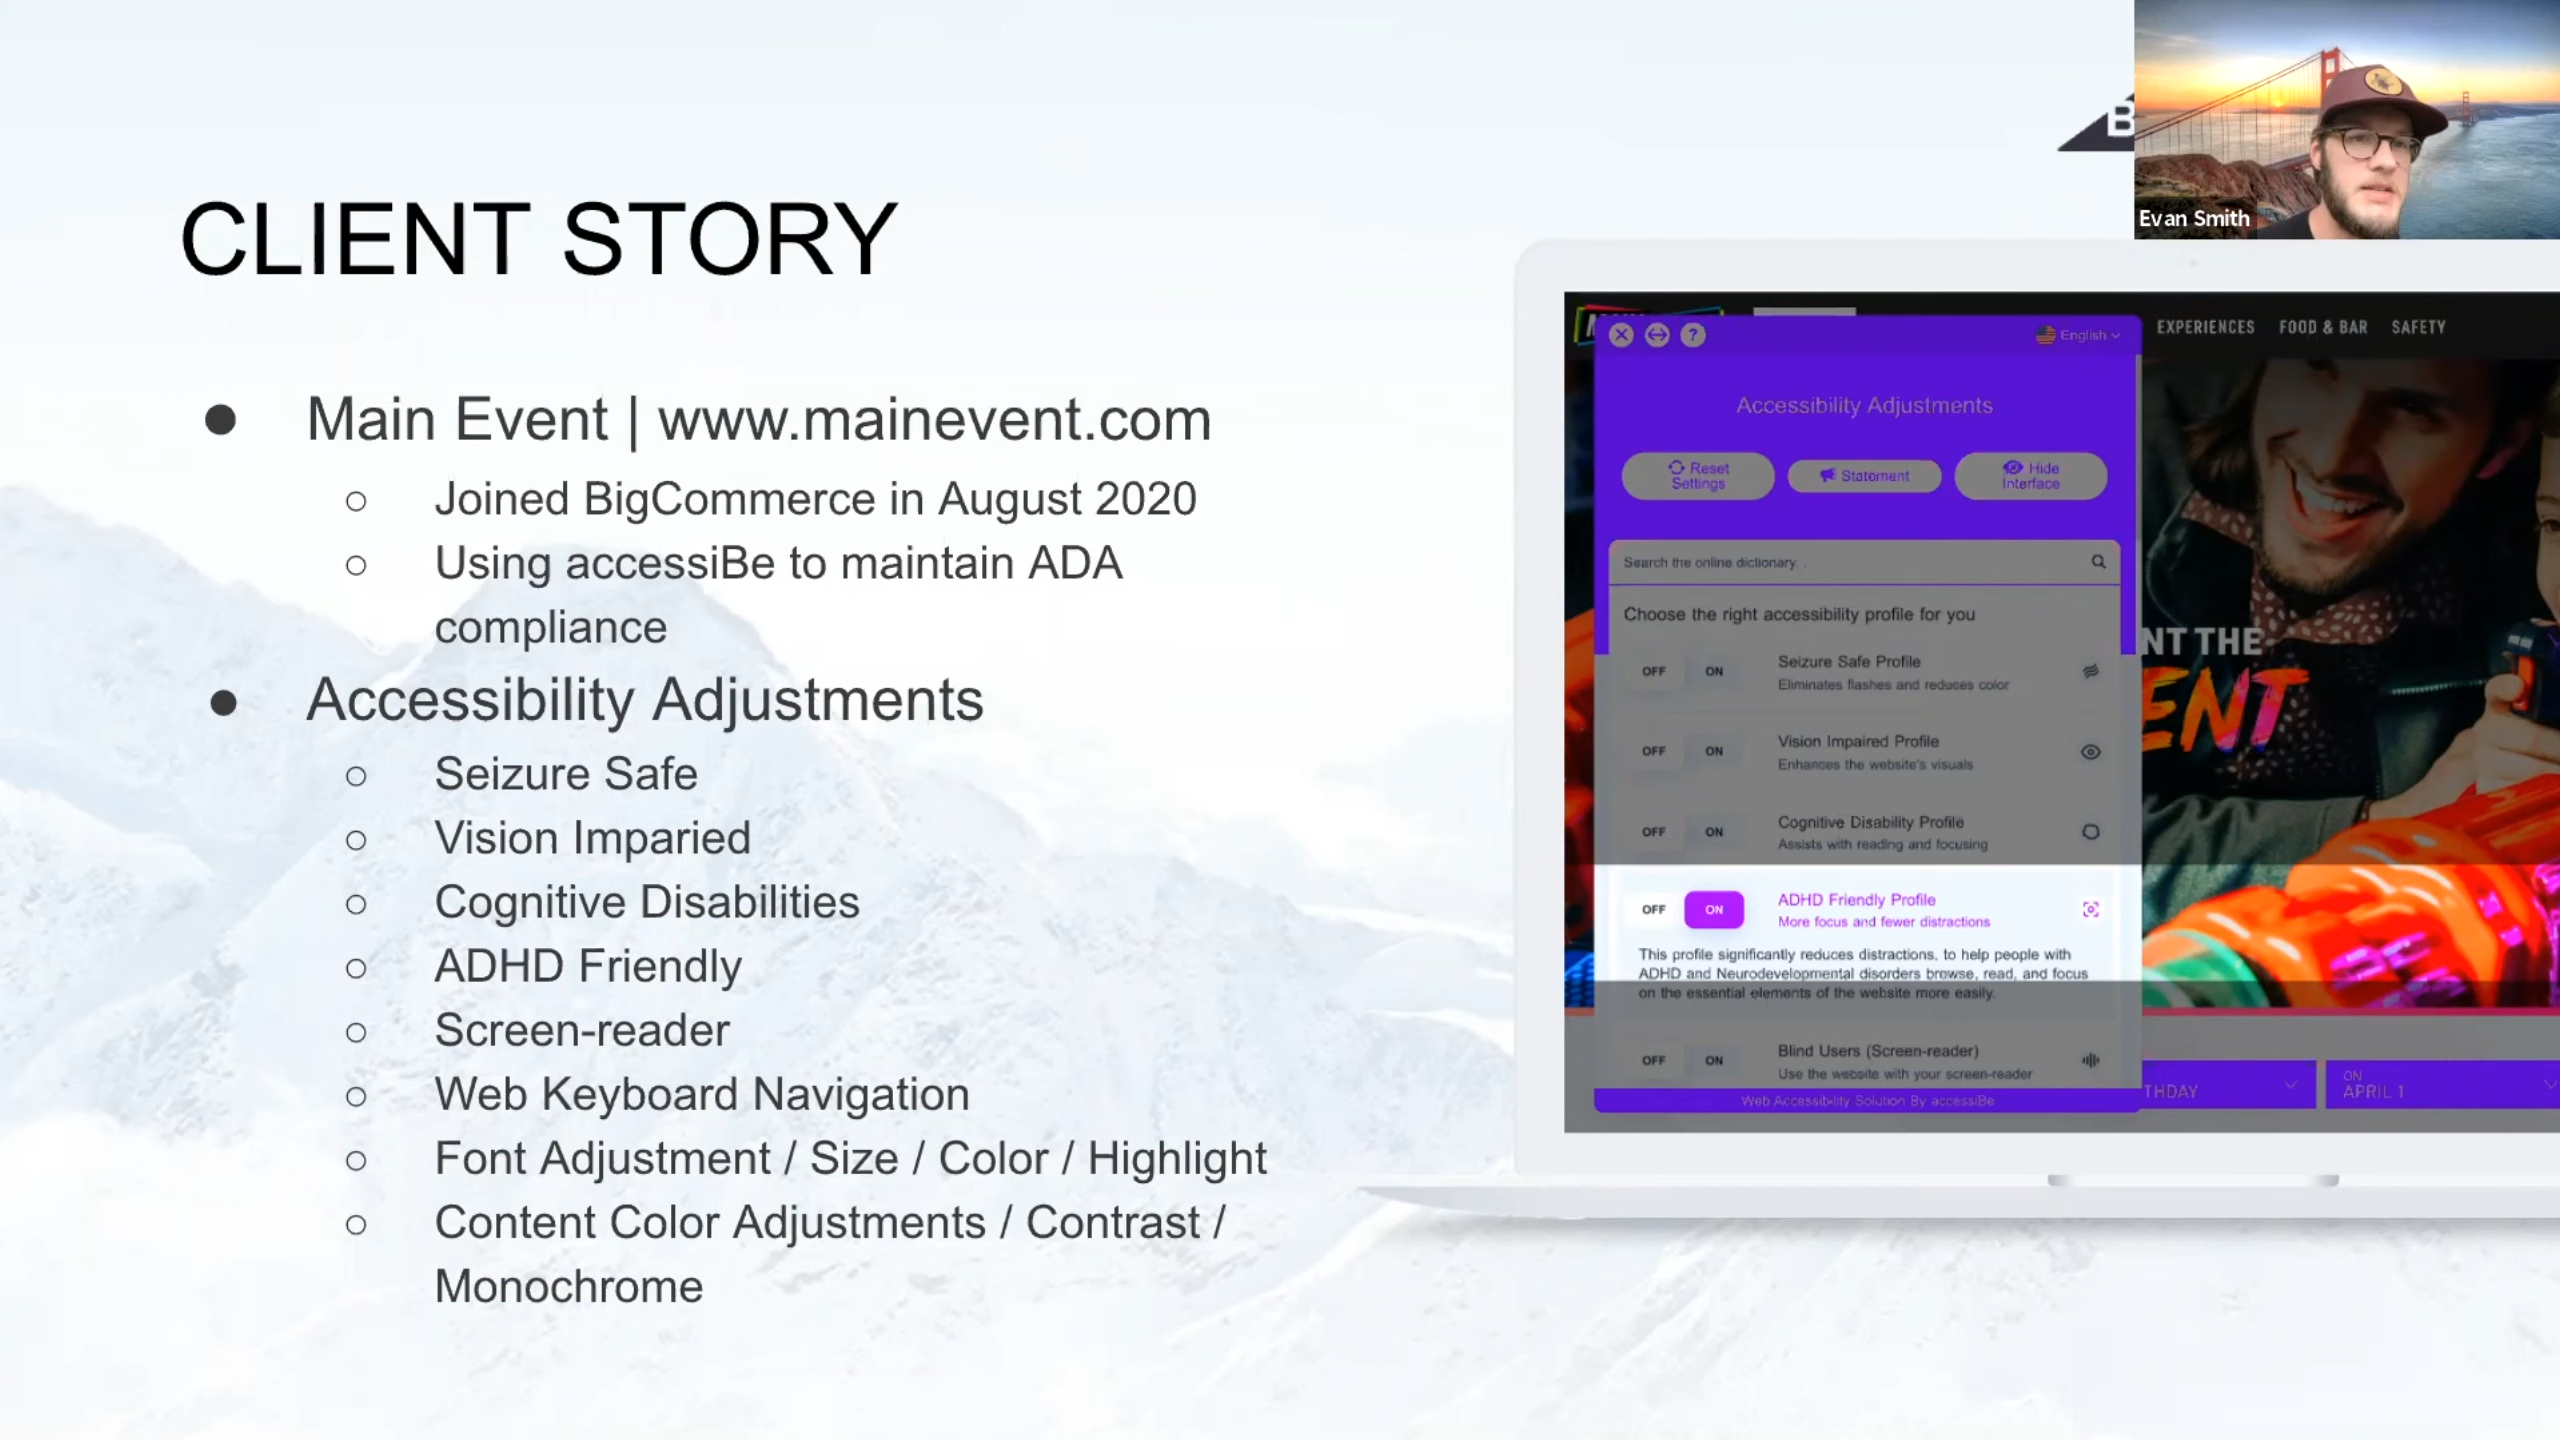 B
Evan Smith
CLIENT STORY
● Main Event | www.mainevent.com
○ Joined BigCommerce in August 2020
○ Using accessiBe to maintain ADA
compliance
● Accessibility Adjustments
○ Seizure Safe
○ Vision Imparied
○ Cognitive Disabilities
○ ADHD Friendly
○ Screen-reader
○ Web Keyboard Navigation
○ Font Adjustment / Size / Color / Highlight
○ Content Color Adjustments / Contrast /
Monochrome
EXPERIENCES FOOD & BAR SAFETY
English
Accessibility Adjustments
Reset
Settings
Statement
Hide
Interface
Search the online dictionary. .
Choose the right accessibility profile for you
OFF ON Seizure Safe Profile
Eliminates flashes and reduces color
OFF ON Vision Impaired Profile
Enhances the website's visuals
OFF ON Cognitive Disability Profile
Assists with reading and focusing
OFF ON ADHD Friendly Profile
More focus and fewer distractions
This profile significantly reduces distractions, to help people with
ADHD and Neurodevelopmental disorders browse, read, and focus
on the essential elements of the website more easily.
OFF ON Blind Users (Screen-reader)
Use the website with your screen-reader
Web Accessibility Solution By accessiBe
NT THE
ENT
THDAY
ON
APRIL 1